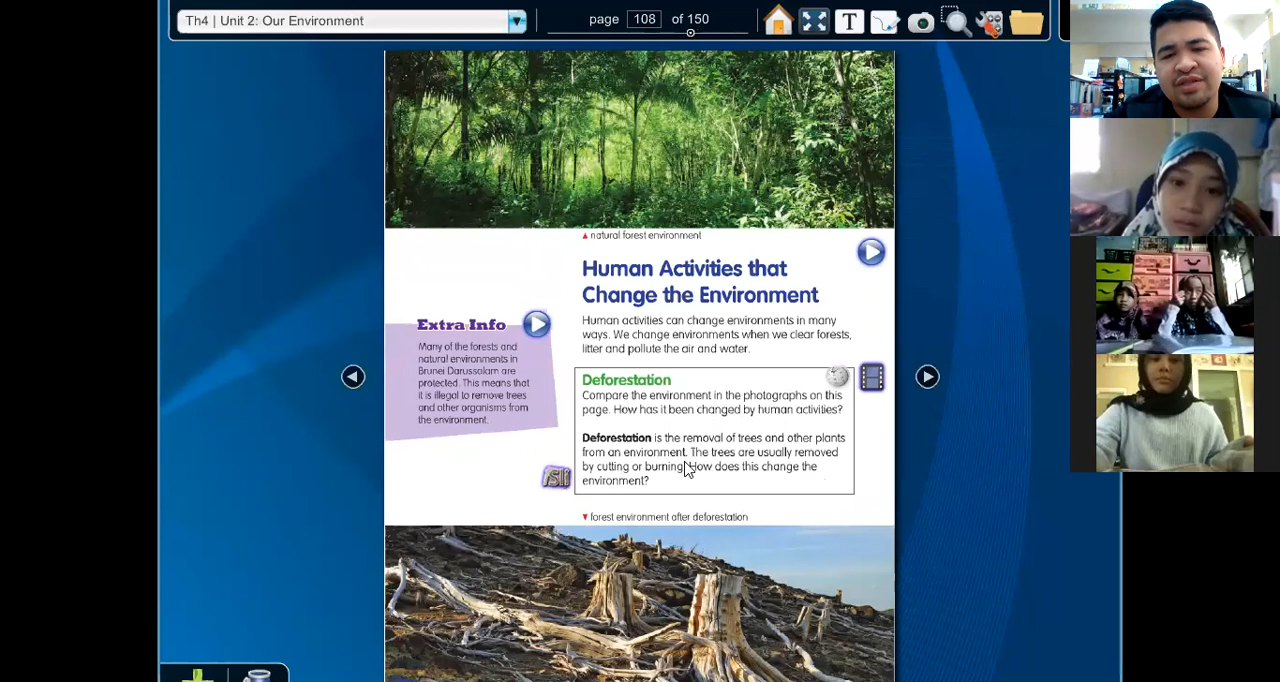 Th4 | Unit 2: Our Environment
page 108 of 150
T
natural forest environment
Human Activities that
Change the Environment
Human activities can change environments in many
ways. We change environments when we clear forests,
litter and pollute the air and water.
Extra Info
Many of the forests and
natural environments in
Brunei Darussalam are
protected. This means that
it is illegal to remove trees
and other organisms from
the environment.
Deforestation
Compare the environment in the photographs on this
page. How has it been changed by human activities?
Deforestation is the removal of trees and other plants
from an environment. The trees are usually removed
by cutting or burning. How does this change the
environment?
forest environment after deforestation